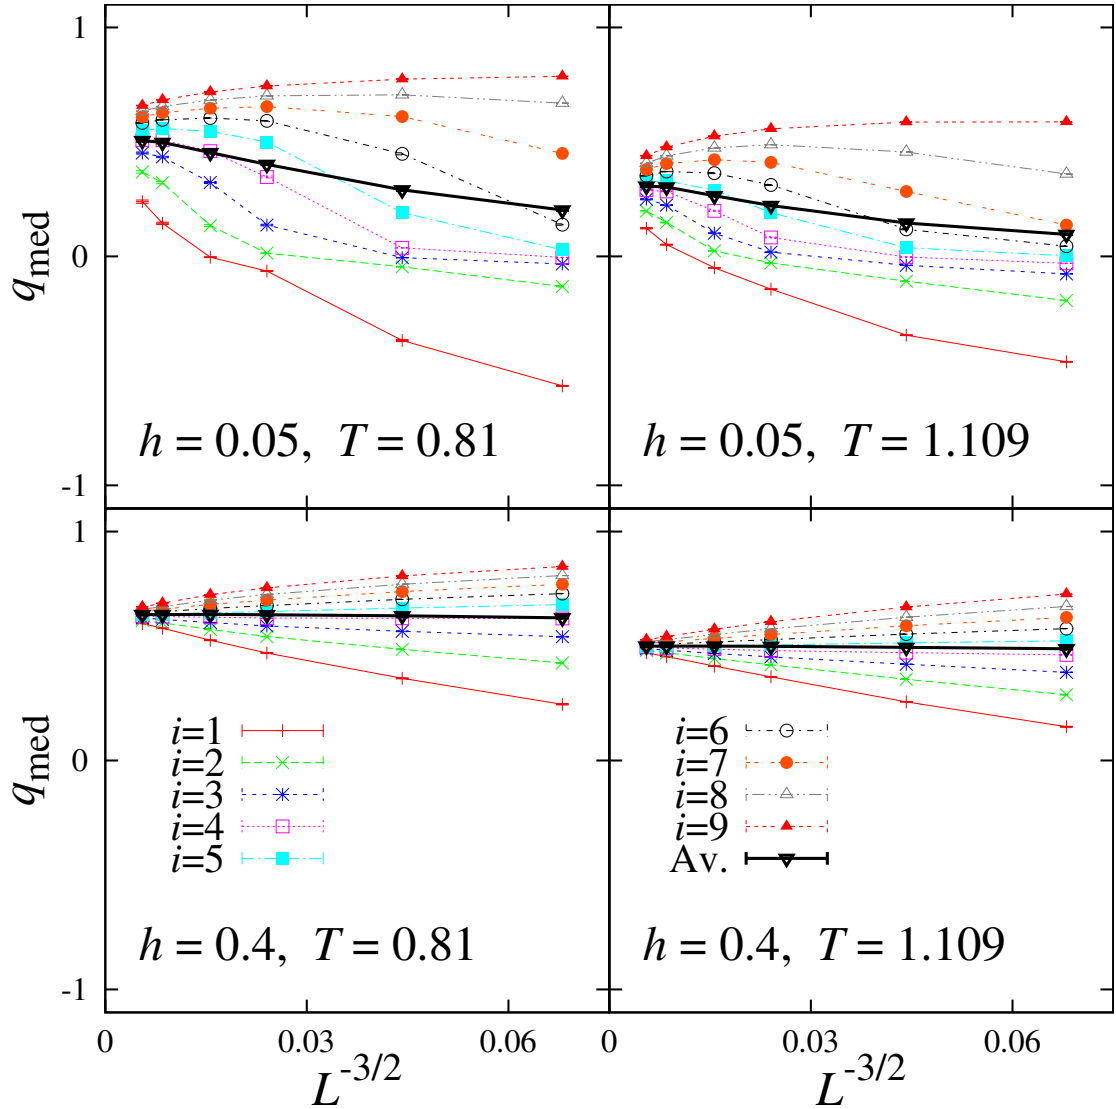 1
0
-1
q_med
h = 0.05, T = 0.81
h = 0.05, T = 1.109
1
0
-1
q_med
i=1
i=2
i=3
i=4
i=5
i=6
i=7
i=8
i=9
Av.
h = 0.4, T = 0.81
h = 0.4, T = 1.109
0 0.03 0.06
0 0.03 0.06
L^-3/2
L^-3/2